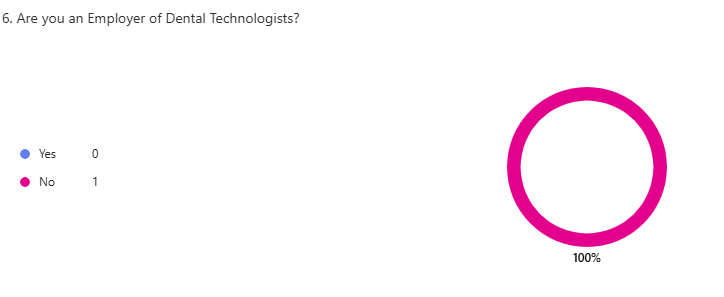 6. Are you an Employer of Dental Technologists?
Yes 0
No 1
100%